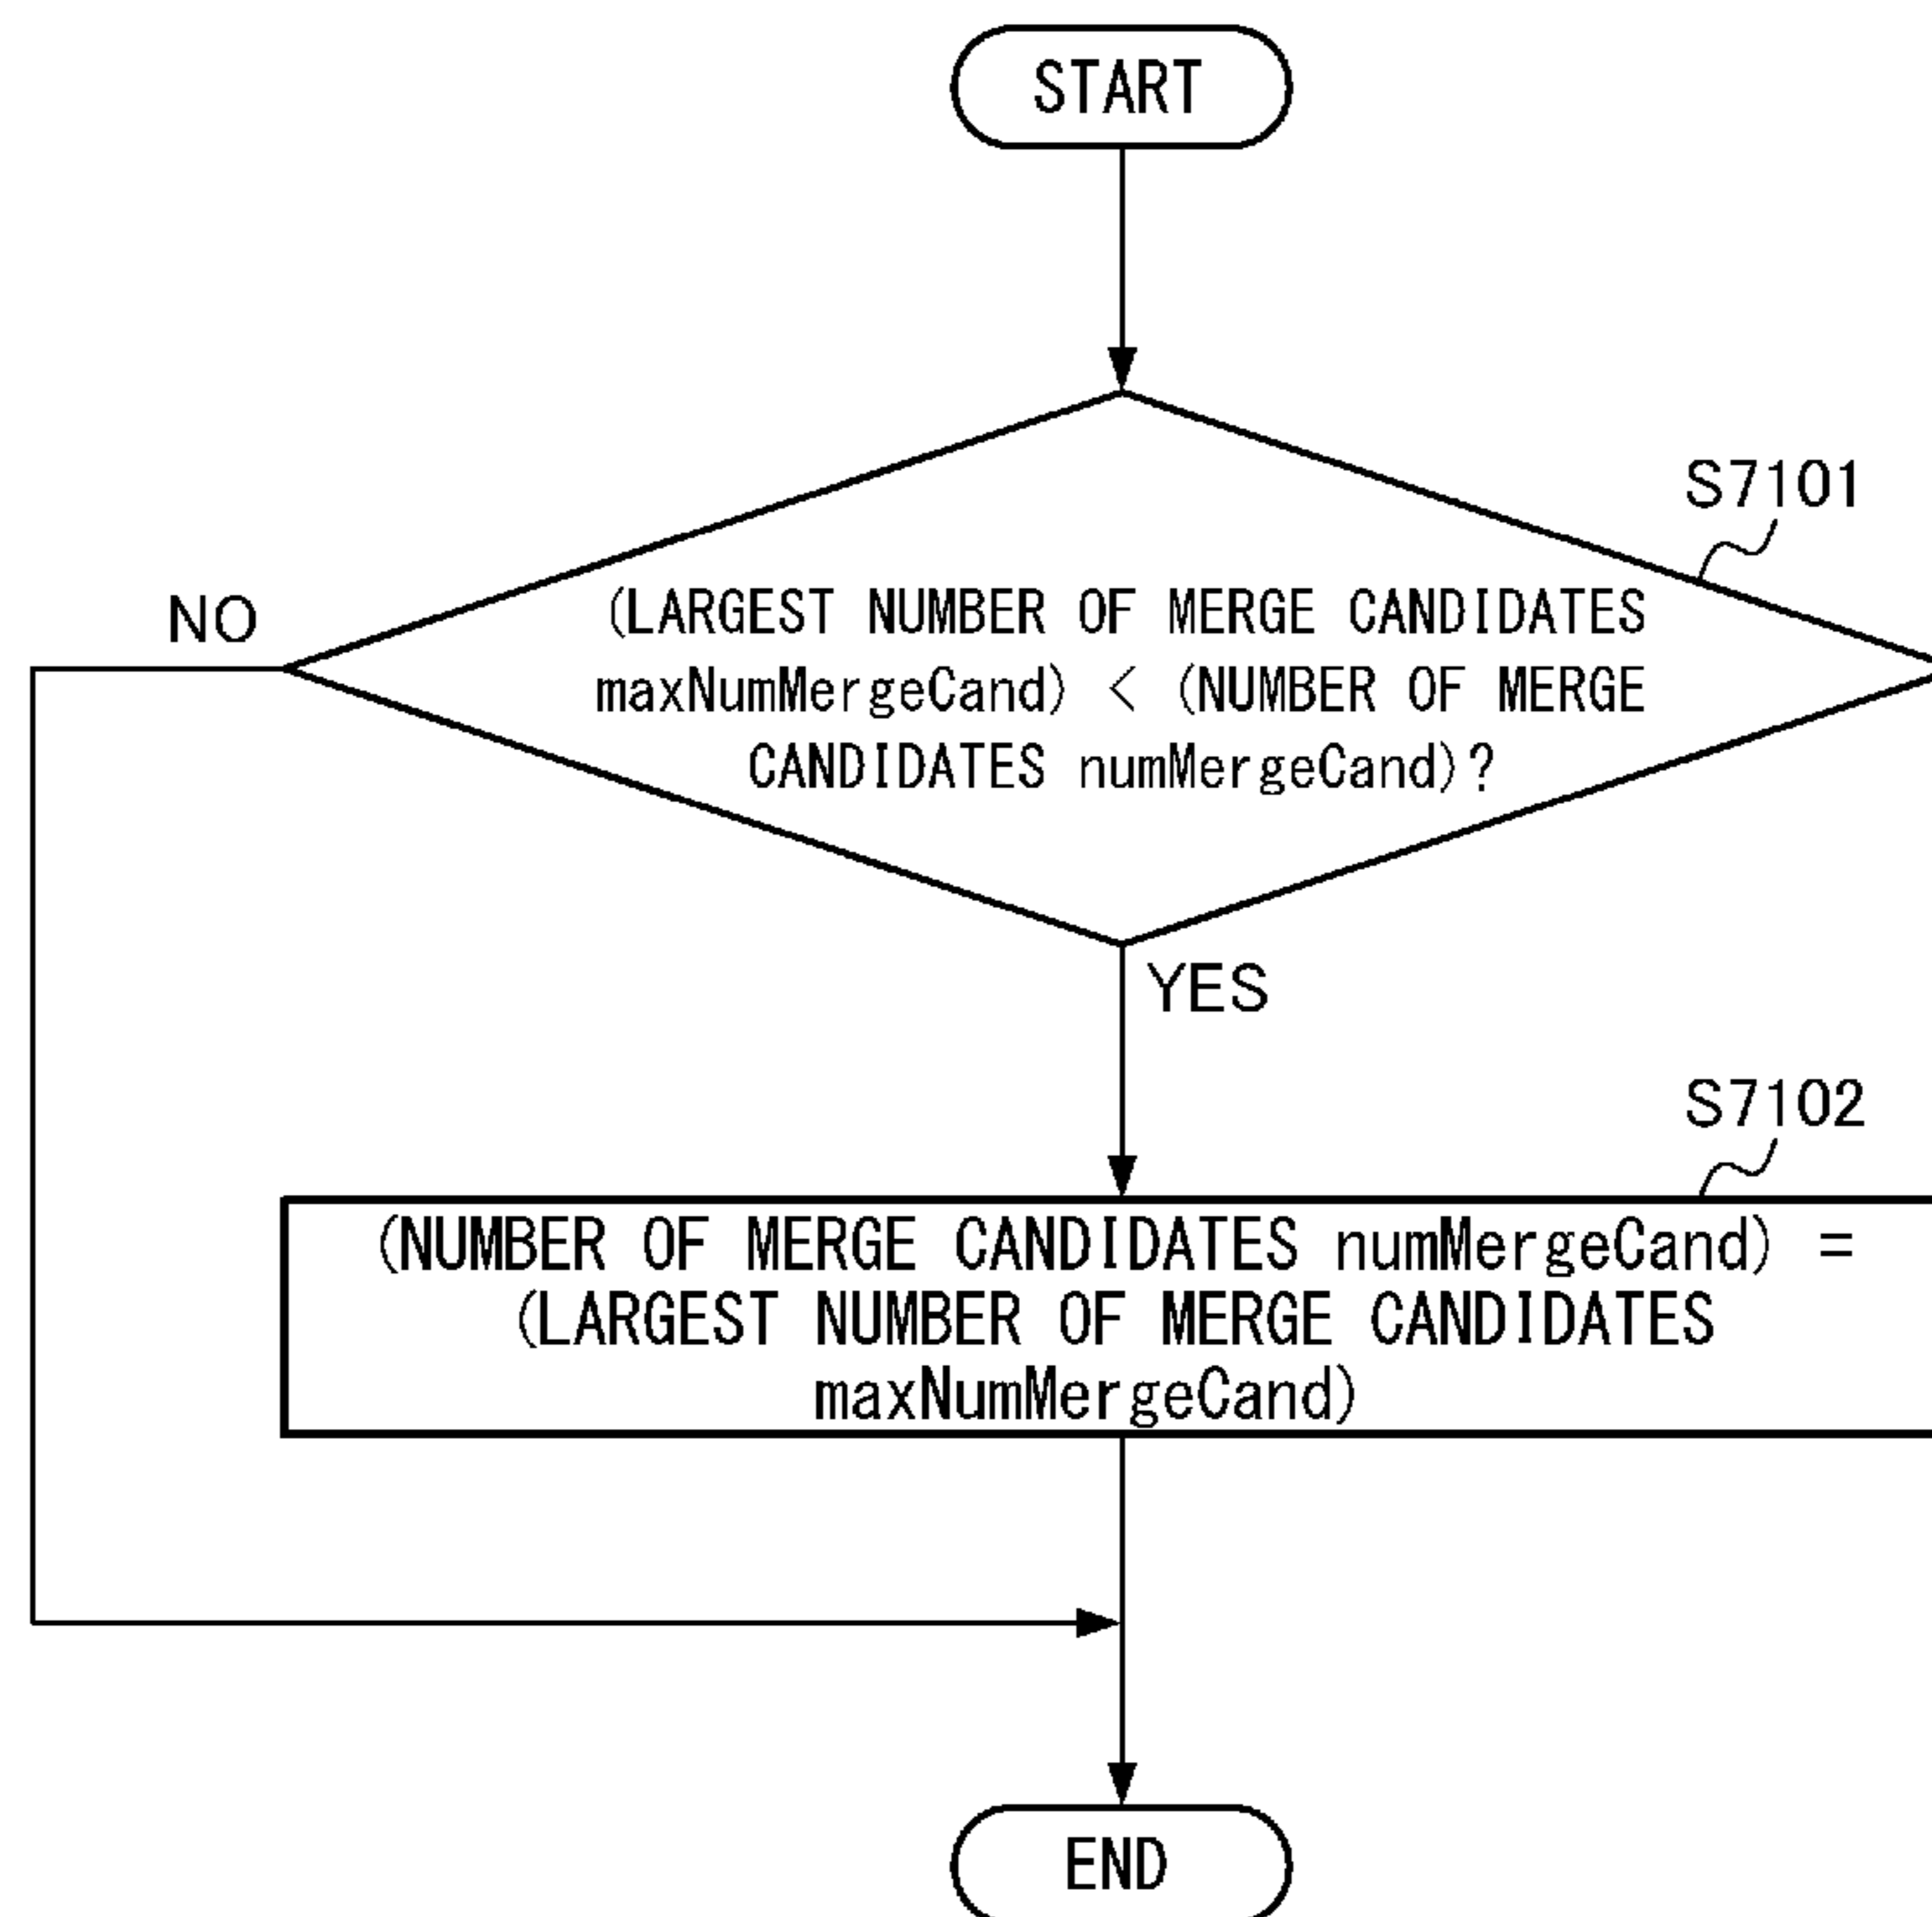 START
S7101
NO
(LARGEST NUMBER OF MERGE CANDIDATES
maxNumMergeCand) < (NUMBER OF MERGE
CANDIDATES numMergeCand)?
YES
S7102
(NUMBER OF MERGE CANDIDATES numMergeCand) =
(LARGEST NUMBER OF MERGE CANDIDATES
maxNumMergeCand)
END